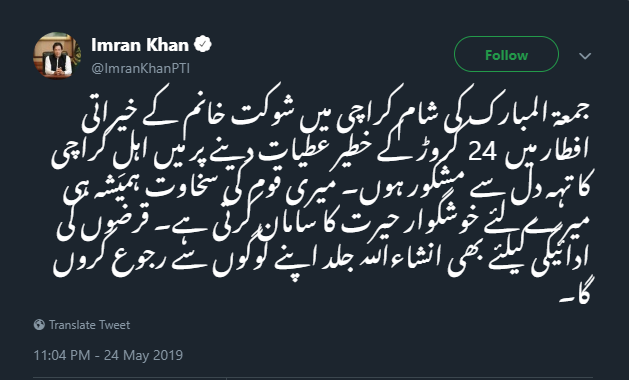 Imran Khan
@ImranKhanPTI
Follow
جمعۃ المبارک کی شام کراچی میں شوکت خانم کے خیراتی
افطار میں 24 کروڑ کے خطیر عطیات دینے پر میں اہلِ کراچی
کا تہہ دل سے مشکور ہوں۔ میری قوم کی سخاوت ہمیَشہ ہی
میرے لئے خوشگوار حیرت کا سامان کرتی ہے۔ قرضوں کی
ادائیگی کیلئے بھی انشاءاللہ جلد اپنے لوگوں سے رجوع کروں
گا۔
Translate Tweet
11:04 PM - 24 May 2019